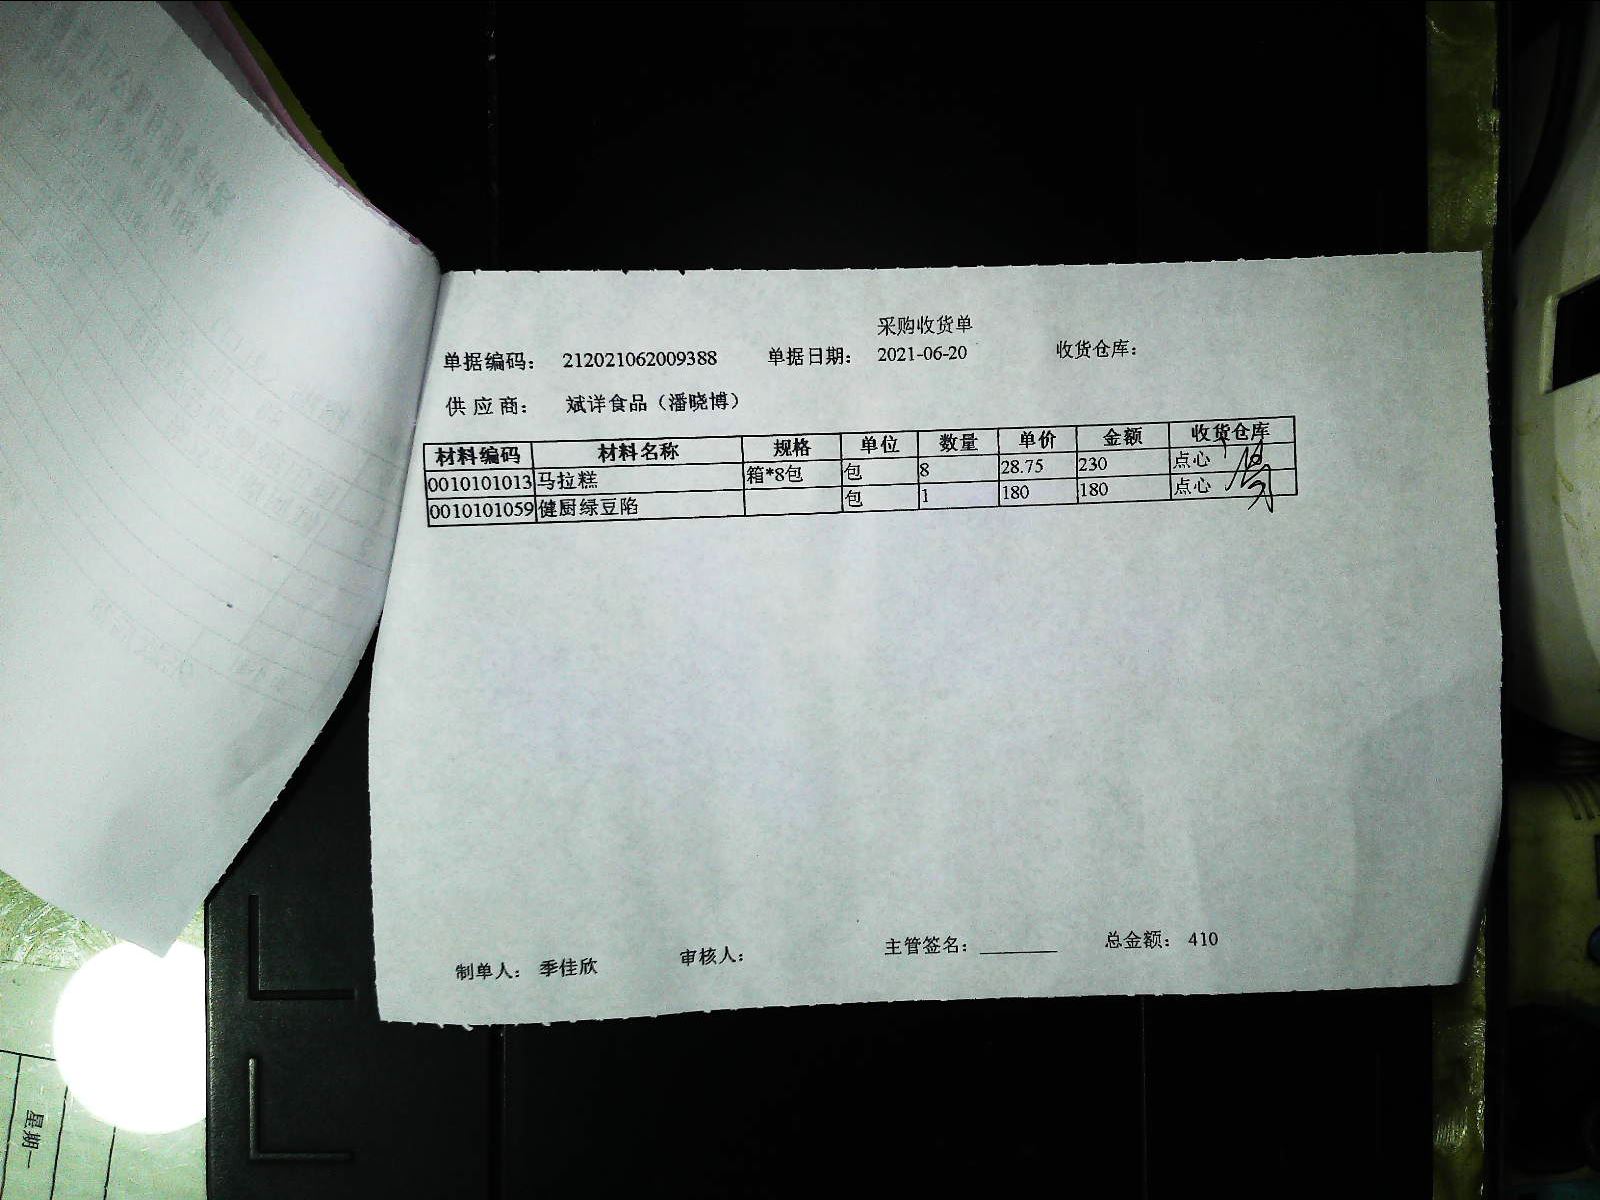 采购收货单
单据编码： 212021062009388 单据日期： 2021-06-20 收货仓库：
供 应 商： 斌详食品（潘晓博）
材料编码 材料名称 规格 单位 数量 单价 金额 收货仓库
0010101013 马拉糕 箱*8包 包 8 28.75 230 点心
0010101059 健厨绿豆陷 包 1 180 180 点心
制单人： 季佳欣 审核人： 主管签名： 总金额： 410
星期一